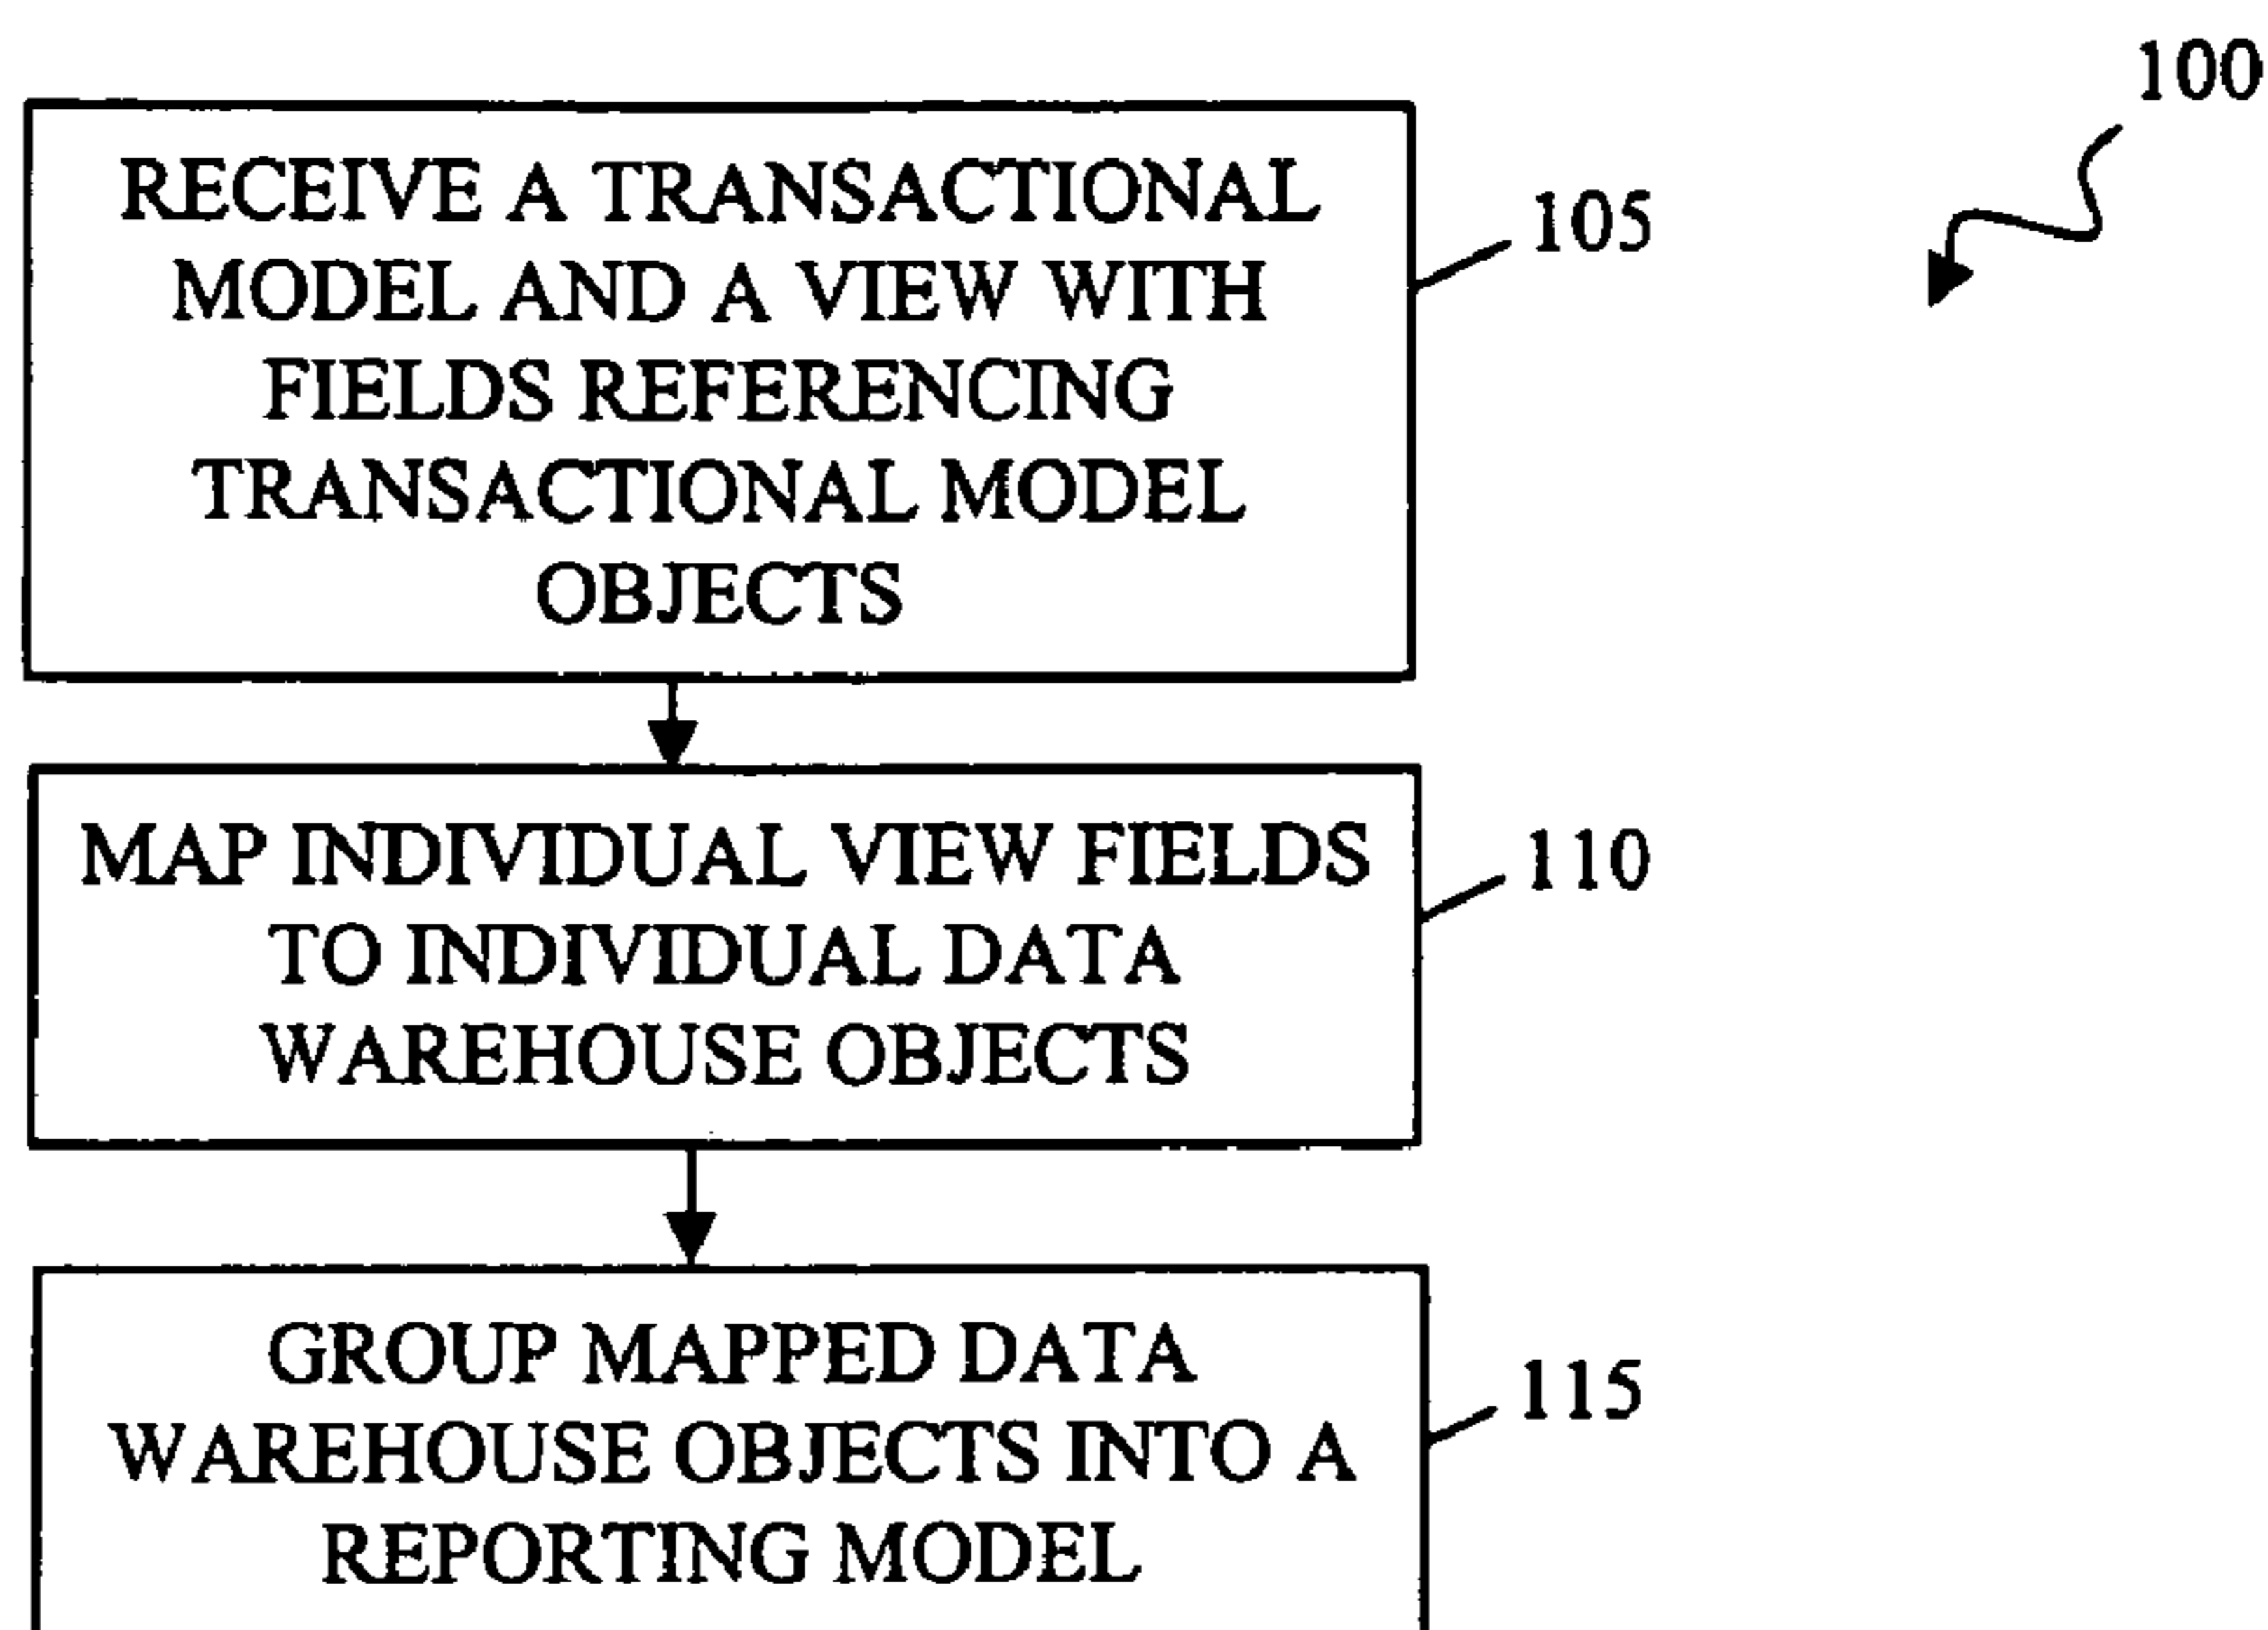 100
RECEIVE A TRANSACTIONAL
MODEL AND A VIEW WITH
FIELDS REFERENCING
TRANSACTIONAL MODEL
OBJECTS
105
MAP INDIVIDUAL VIEW FIELDS
TO INDIVIDUAL DATA
WAREHOUSE OBJECTS
110
GROUP MAPPED DATA
WAREHOUSE OBJECTS INTO A
REPORTING MODEL
115